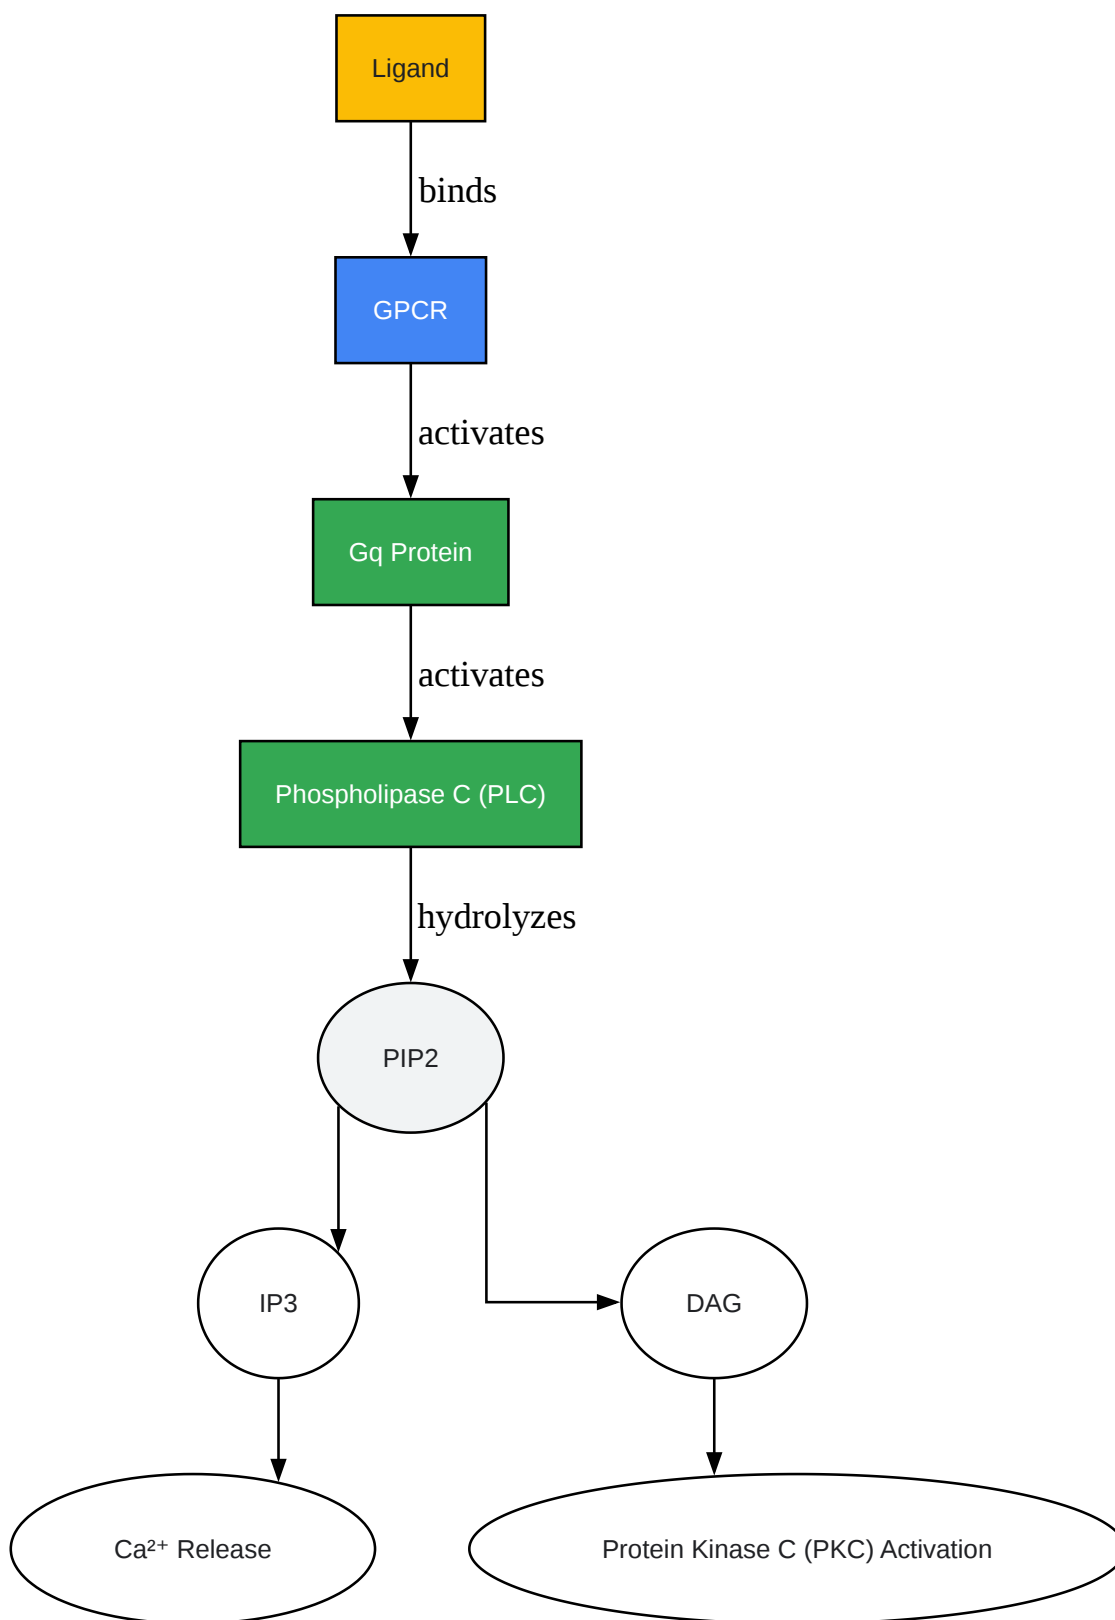 Ligand
binds
GPCR
activates
Gq Protein
activates
Phospholipase C (PLC)
hydrolyzes
PIP2
IP3
DAG
Ca²⁺ Release
Protein Kinase C (PKC) Activation